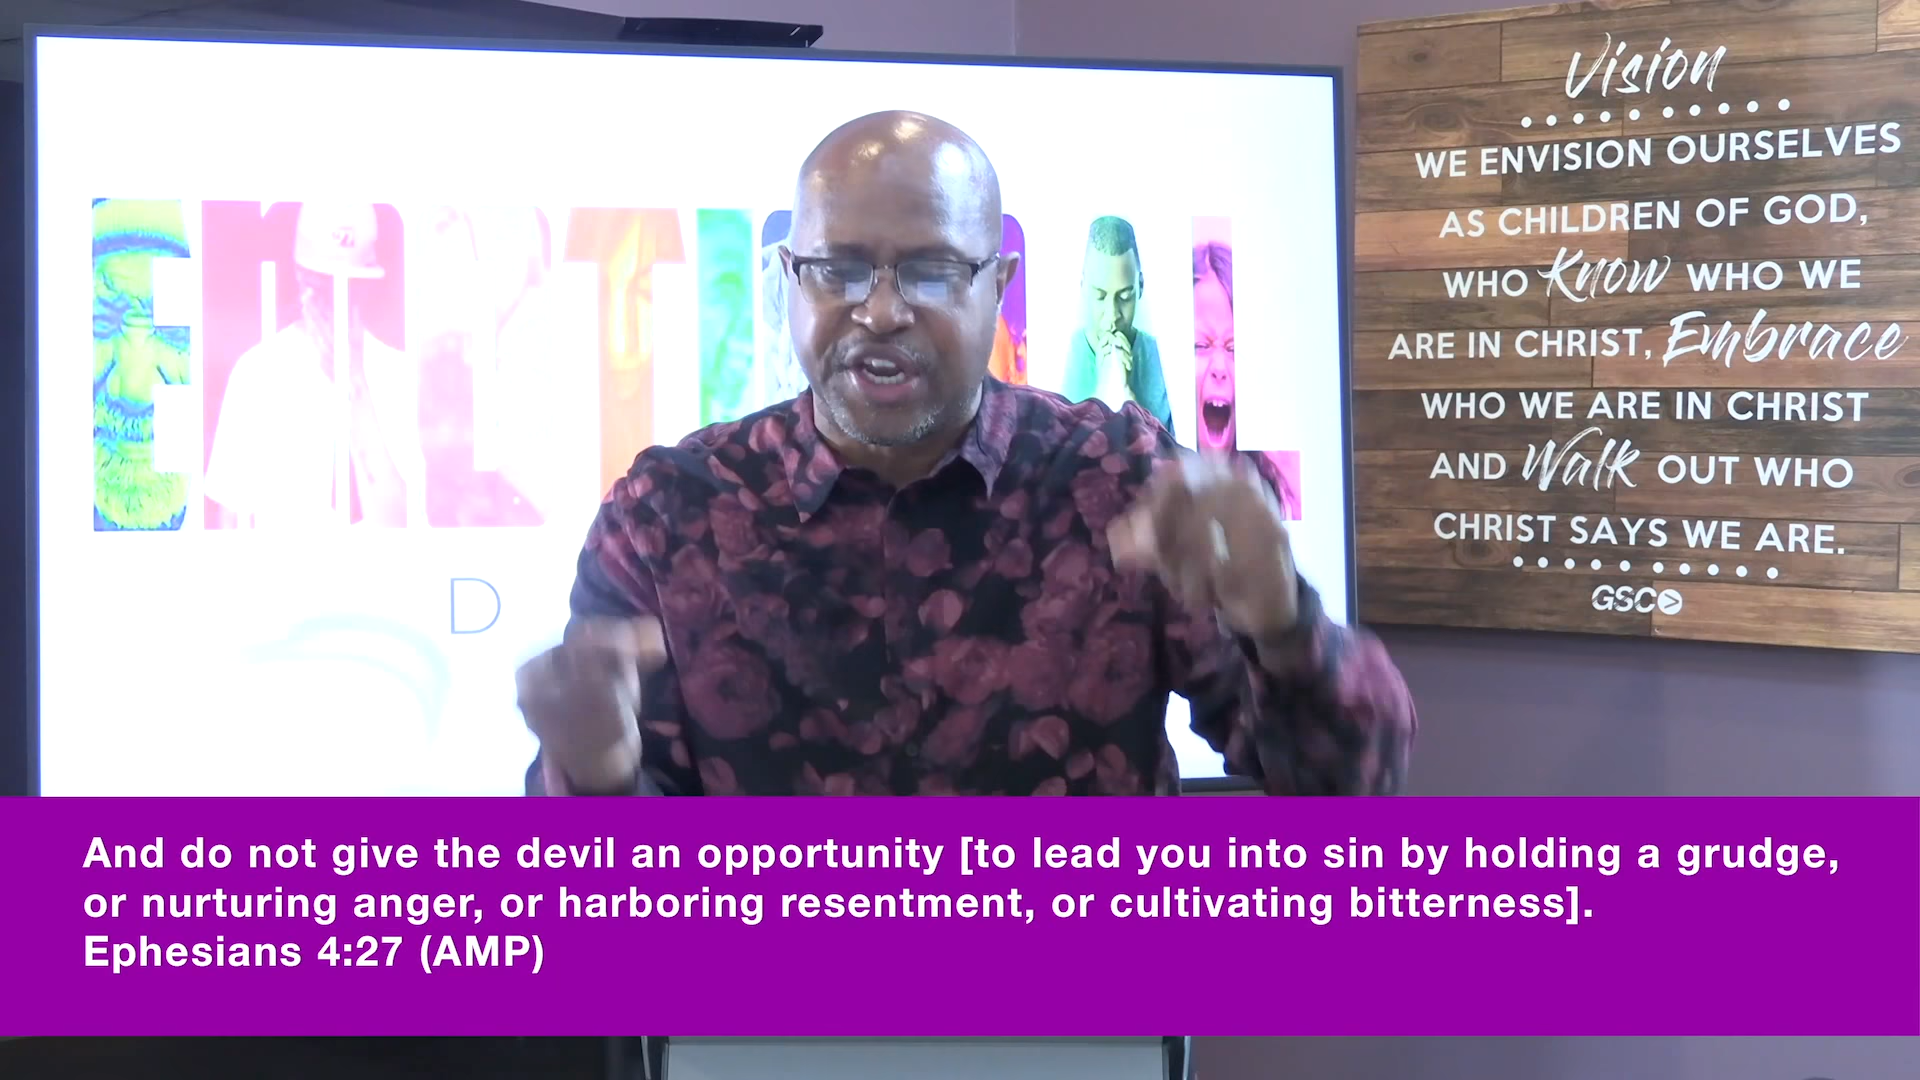 EMOTIONAL
D
Vision
WE ENVISION OURSELVES
AS CHILDREN OF GOD,
WHO Know WHO WE
ARE IN CHRIST, Embrace
WHO WE ARE IN CHRIST
AND Walk OUT WHO
CHRIST SAYS WE ARE.
GSC
And do not give the devil an opportunity [to lead you into sin by holding a grudge,
or nurturing anger, or harboring resentment, or cultivating bitterness].
Ephesians 4:27 (AMP)